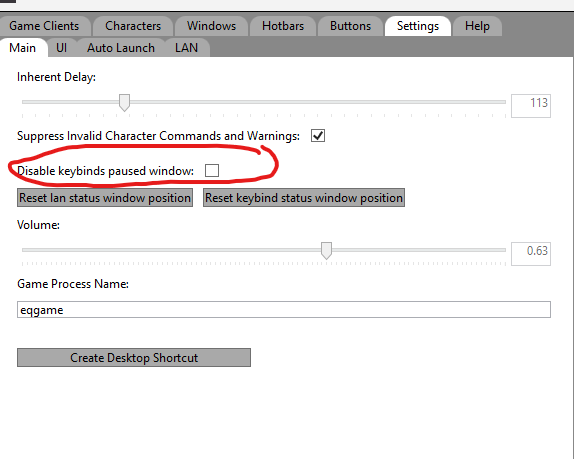 Game Clients Characters Windows Hotbars Buttons Settings Help
Main UI Auto Launch LAN
Inherent Delay:
113
Suppress Invalid Character Commands and Warnings:
Disable keybinds paused window:
Reset lan status window position Reset keybind status window position
Volume:
0.63
Game Process Name:
eqgame
Create Desktop Shortcut